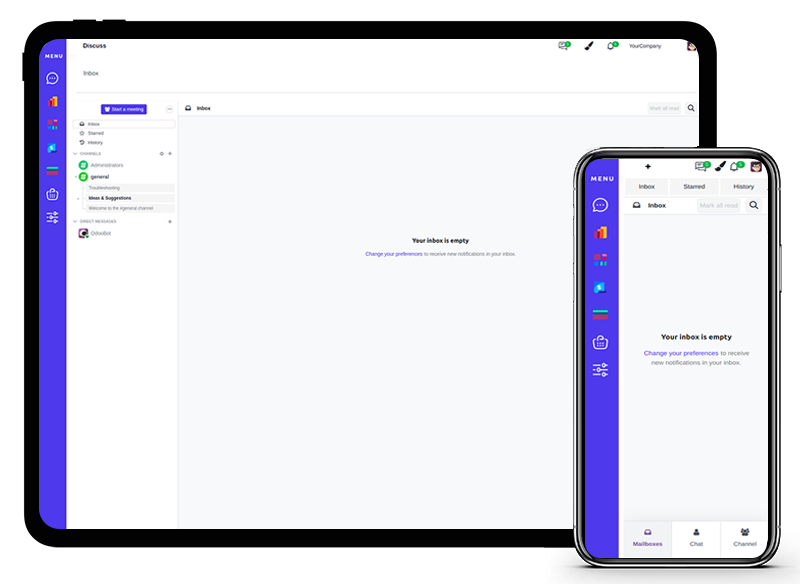 MENU
Discuss
YourCompany
Inbox
Start a meeting
Inbox
Mark all read
Inbox
Starred
History
CHANNELS
Administrators
general
Troubleshooting
Ideas & Suggestions
Welcome to the #general channel
DIRECT MESSAGES
OdooBot
Your inbox is empty
Change your preferences to receive new notifications in your inbox.
MENU
Inbox
Starred
History
Inbox
Mark all read
Your inbox is empty
Change your preferences to receive
new notifications in your inbox.
Mailboxes
Chat
Channel